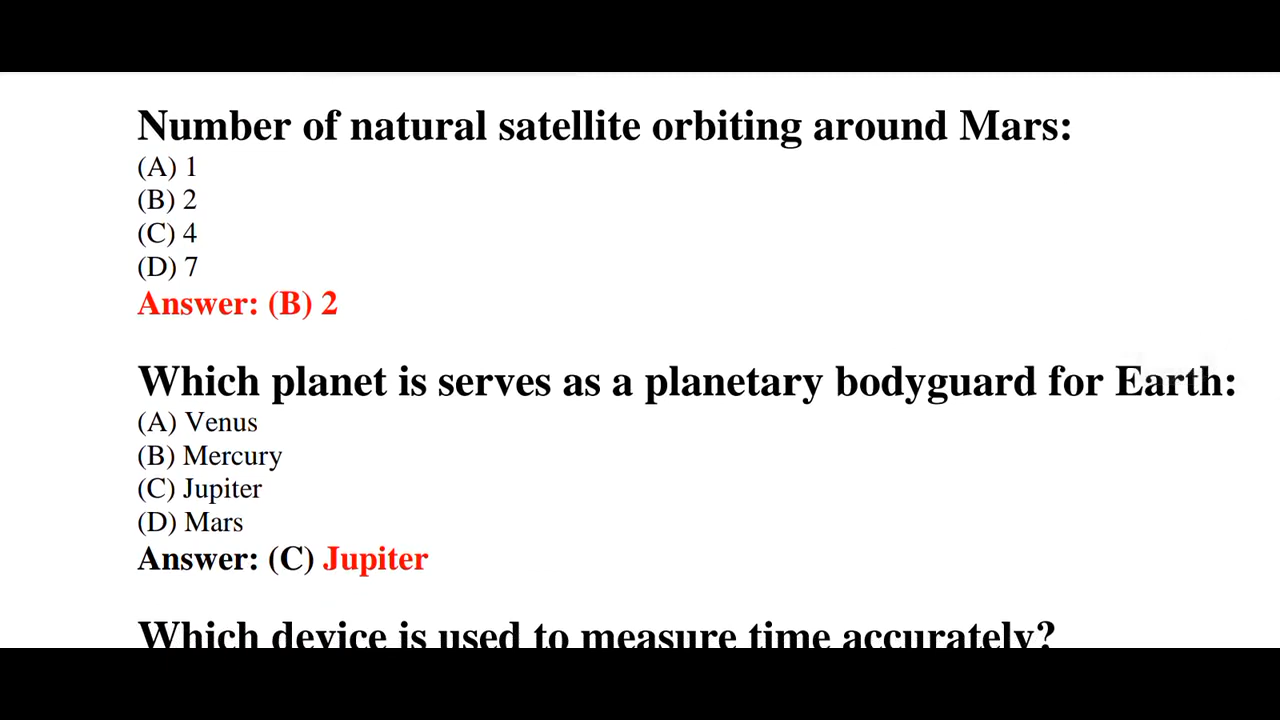 Number of natural satellite orbiting around Mars:
(A) 1
(B) 2
(C) 4
(D) 7
Answer: (B) 2
Which planet is serves as a planetary bodyguard for Earth:
(A) Venus
(B) Mercury
(C) Jupiter
(D) Mars
Answer: (C) Jupiter
Which device is used to measure time accurately?